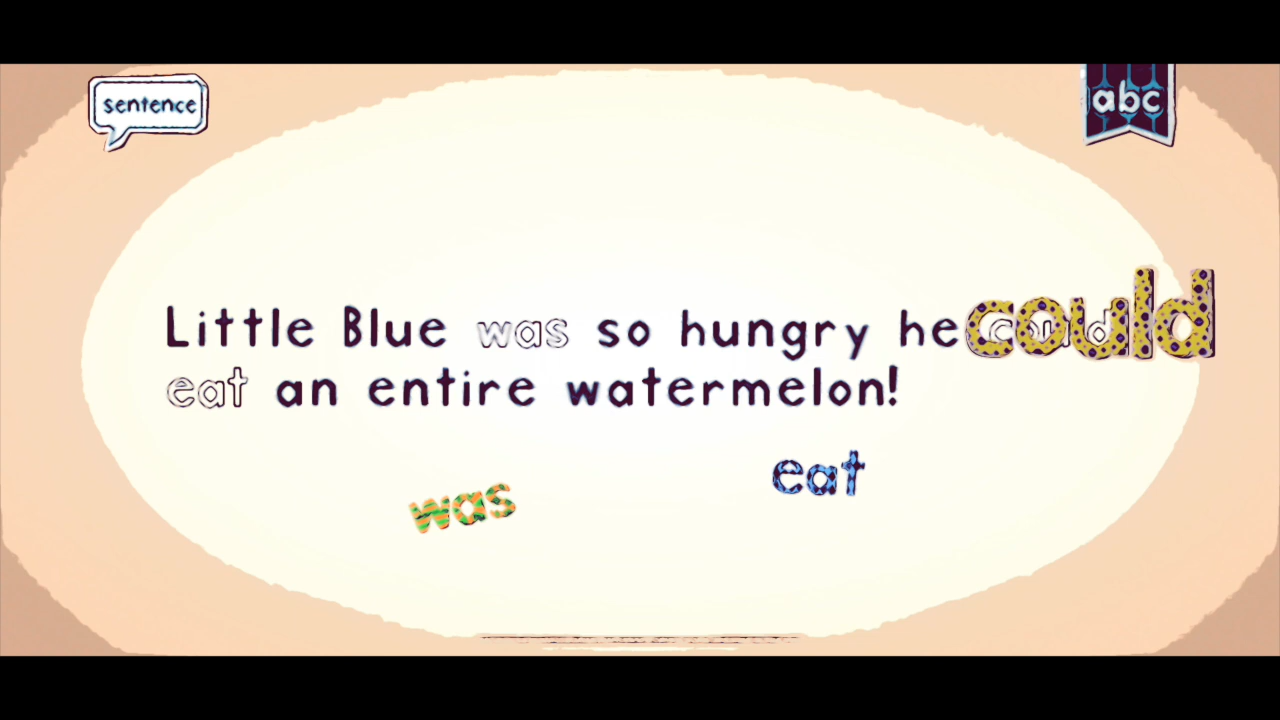 sentence
abc
Little Blue was so hungry he could
eat an entire watermelon!
was
eat